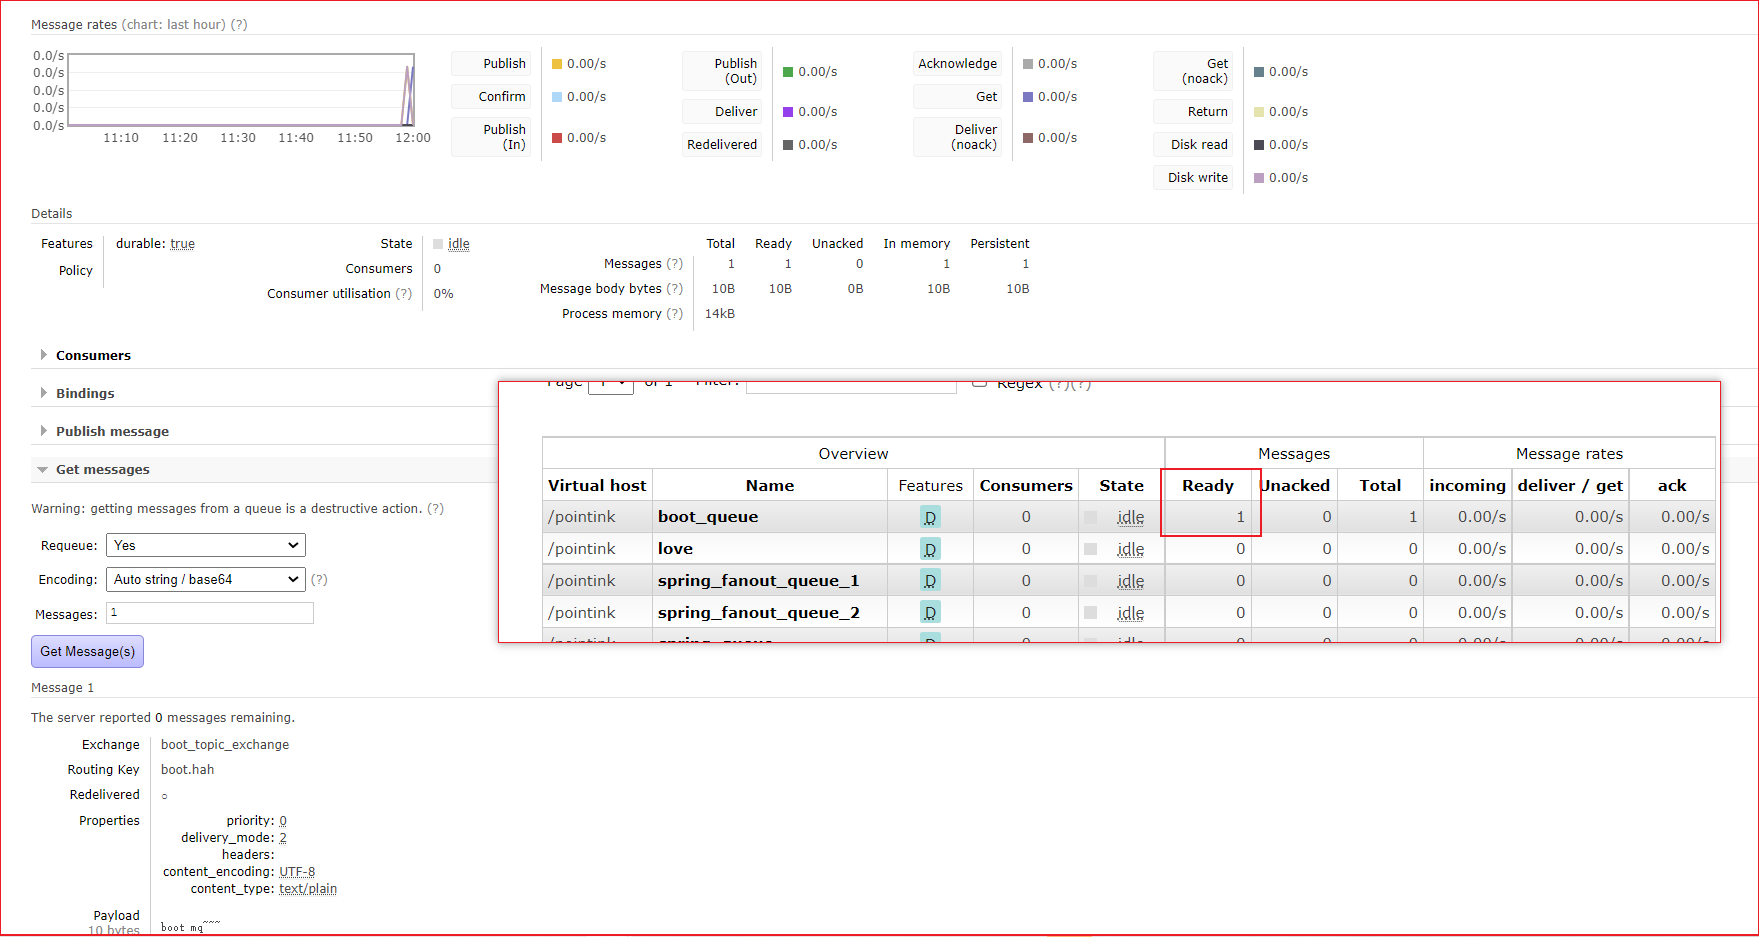 Message rates (chart: last hour) (?)
0.0/s
0.0/s
0.0/s
0.0/s
0.0/s
11:10 11:20 11:30 11:40 11:50 12:00
Publish 0.00/s
Confirm 0.00/s
Publish (In) 0.00/s
Publish (Out) 0.00/s
Deliver 0.00/s
Redelivered 0.00/s
Acknowledge 0.00/s
Get 0.00/s
Deliver (noack) 0.00/s
Get (noack) 0.00/s
Return 0.00/s
Disk read 0.00/s
Disk write 0.00/s
Details
Features durable: true
Policy
State idle
Consumers 0
Consumer utilisation (?) 0%
Total Ready Unacked In memory Persistent
Messages (?) 1 1 0 1 1
Message body bytes (?) 10B 10B 0B 10B 10B
Process memory (?) 14kB
Consumers
Bindings
Publish message
Get messages
Warning: getting messages from a queue is a destructive action. (?)
Requeue: Yes
Encoding: Auto string / base64 (?)
Messages: 1
Get Message(s)
Message 1
The server reported 0 messages remaining.
Exchange boot_topic_exchange
Routing Key boot.hah
Redelivered ○
Properties
priority: 0
delivery_mode: 2
headers:
content_encoding: UTF-8
content_type: text/plain
Payload
10 bytes
boot mq~~~
Page 1 of 1 Filter: Regex (?)(?)
Overview Messages Message rates
Virtual host Name Features Consumers State Ready Unacked Total incoming deliver / get ack
/pointink boot_queue D 0 idle 1 0 1 0.00/s 0.00/s 0.00/s
/pointink love D 0 idle 0 0 0 0.00/s 0.00/s 0.00/s
/pointink spring_fanout_queue_1 D 0 idle 0 0 0 0.00/s 0.00/s 0.00/s
/pointink spring_fanout_queue_2 D 0 idle 0 0 0 0.00/s 0.00/s 0.00/s
/pointink spring_queue D 0 idle 0 0 0 0.00/s 0.00/s 0.00/s